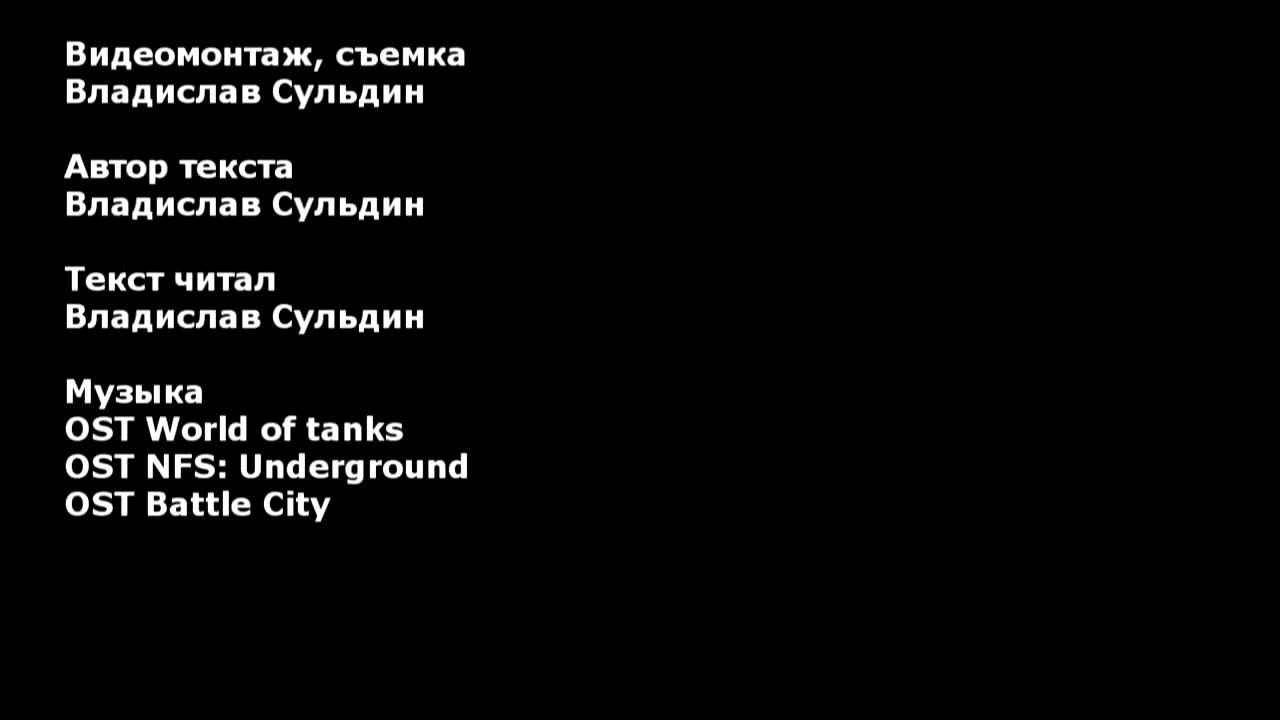 Видеомонтаж, съемка
Владислав Сульдин
Автор текста
Владислав Сульдин
Текст читал
Владислав Сульдин
Музыка
OST World of tanks
OST NFS: Underground
OST Battle City